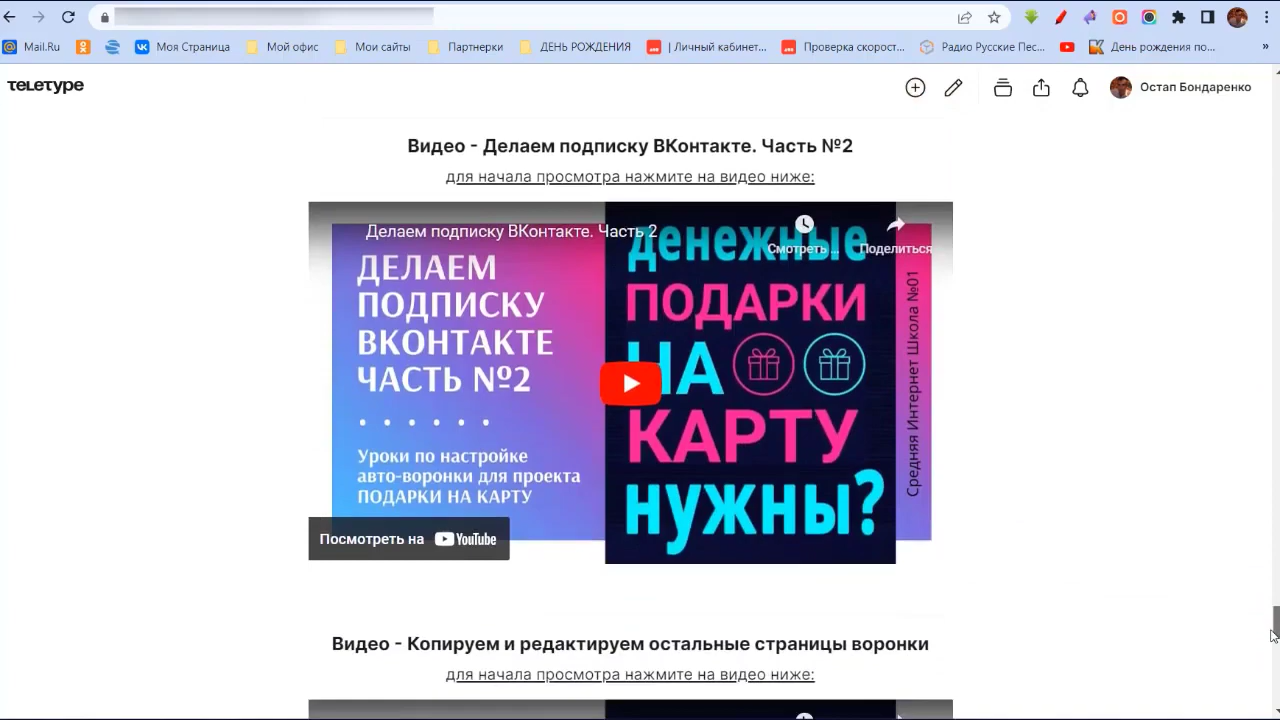 Mail.Ru
Моя Страница
Мой офис
Мои сайты
Партнерки
ДЕНЬ РОЖДЕНИЯ
| Личный кабинет...
Проверка скорост...
Радио Русские Пес...
День рождения по...
»
TELETYPE
Остап Бондаренко
Видео - Делаем подписку ВКонтакте. Часть №2
для начала просмотра нажмите на видео ниже:
Делаем подписку ВКонтакте. Часть 2
Смотреть ...
Поделиться
ДЕЛАЕМ
ПОДПИСКУ
ВКОНТАКТЕ
ЧАСТЬ №2
Уроки по настройке
авто-воронки для проекта
ПОДАРКИ НА КАРТУ
денежные
ПОДАРКИ
НА
КАРТУ
нужны?
Средняя Интернет Школа №01
Посмотреть на YouTube
Видео - Копируем и редактируем остальные страницы воронки
для начала просмотра нажмите на видео ниже: